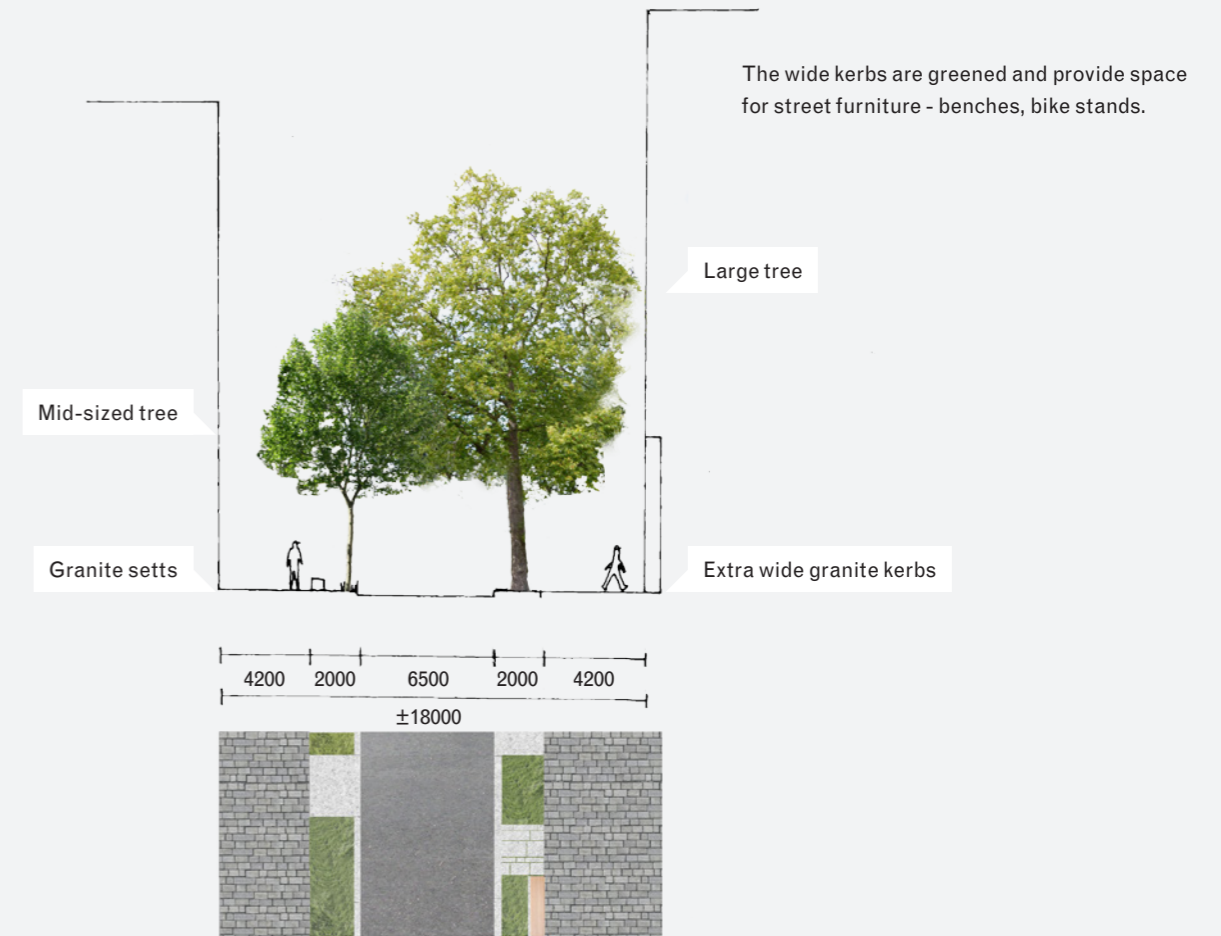 The wide kerbs are greened and provide space
for street furniture - benches, bike stands.
Large tree
Mid-sized tree
Granite setts
Extra wide granite kerbs
4200 2000 6500 2000 4200
±18000